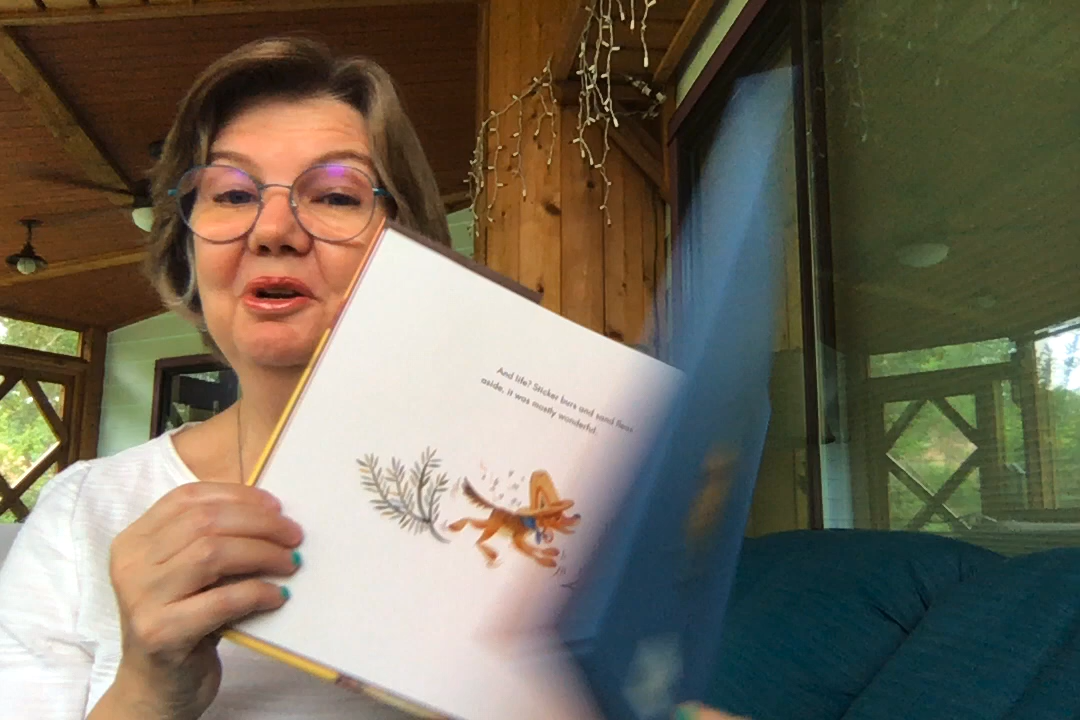 And life? Sticker burs and sand fleas
aside, it was mostly wonderful.